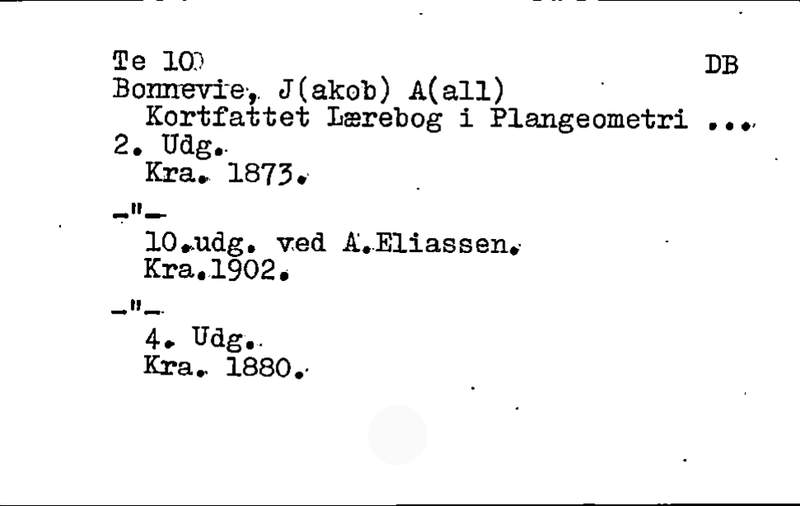 Te 10
DB
Bonnevie, J(akob) A(all)
Kortfattet Lærebog i Plangeometri ...
2. Udg.
Kra. 1873.
-"-
10.udg. ved A.Eliassen.
Kra.1902.
-"-
4. Udg.
Kra. 1880.